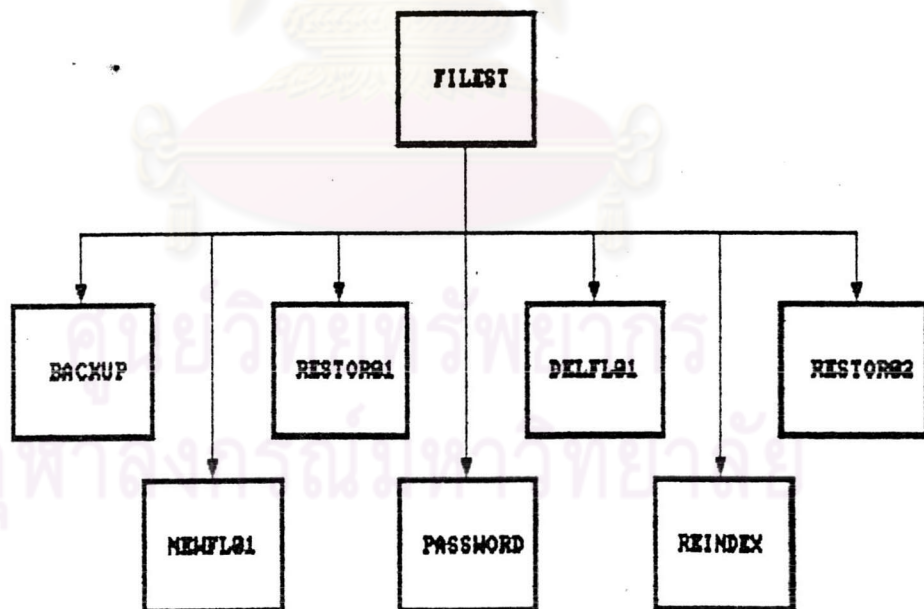 FILEST
BACKUP
RESTOR01
DELFL01
RESTOR02
NEWFL01
PASSWORD
REINDEX
ศูนย์วิทยทรัพยากร
จุฬาลงกรณ์มหาวิทยาลัย